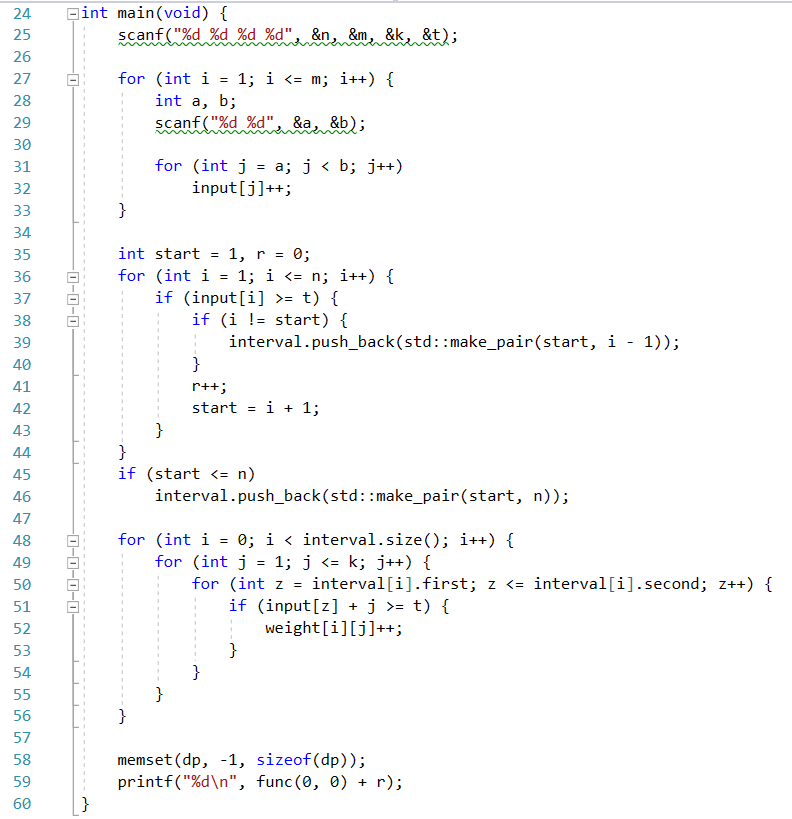 24 int main(void) {
25     scanf("%d %d %d %d", &n, &m, &k, &t);
26
27     for (int i = 1; i <= m; i++) {
28         int a, b;
29         scanf("%d %d", &a, &b);
30
31         for (int j = a; j < b; j++)
32             input[j]++;
33     }
34
35     int start = 1, r = 0;
36     for (int i = 1; i <= n; i++) {
37         if (input[i] >= t) {
38             if (i != start) {
39                 interval.push_back(std::make_pair(start, i - 1));
40             }
41             r++;
42             start = i + 1;
43         }
44     }
45     if (start <= n)
46         interval.push_back(std::make_pair(start, n));
47
48     for (int i = 0; i < interval.size(); i++) {
49         for (int j = 1; j <= k; j++) {
50             for (int z = interval[i].first; z <= interval[i].second; z++) {
51                 if (input[z] + j >= t) {
52                     weight[i][j]++;
53                 }
54             }
55         }
56     }
57
58     memset(dp, -1, sizeof(dp));
59     printf("%d\n", func(0, 0) + r);
60 }